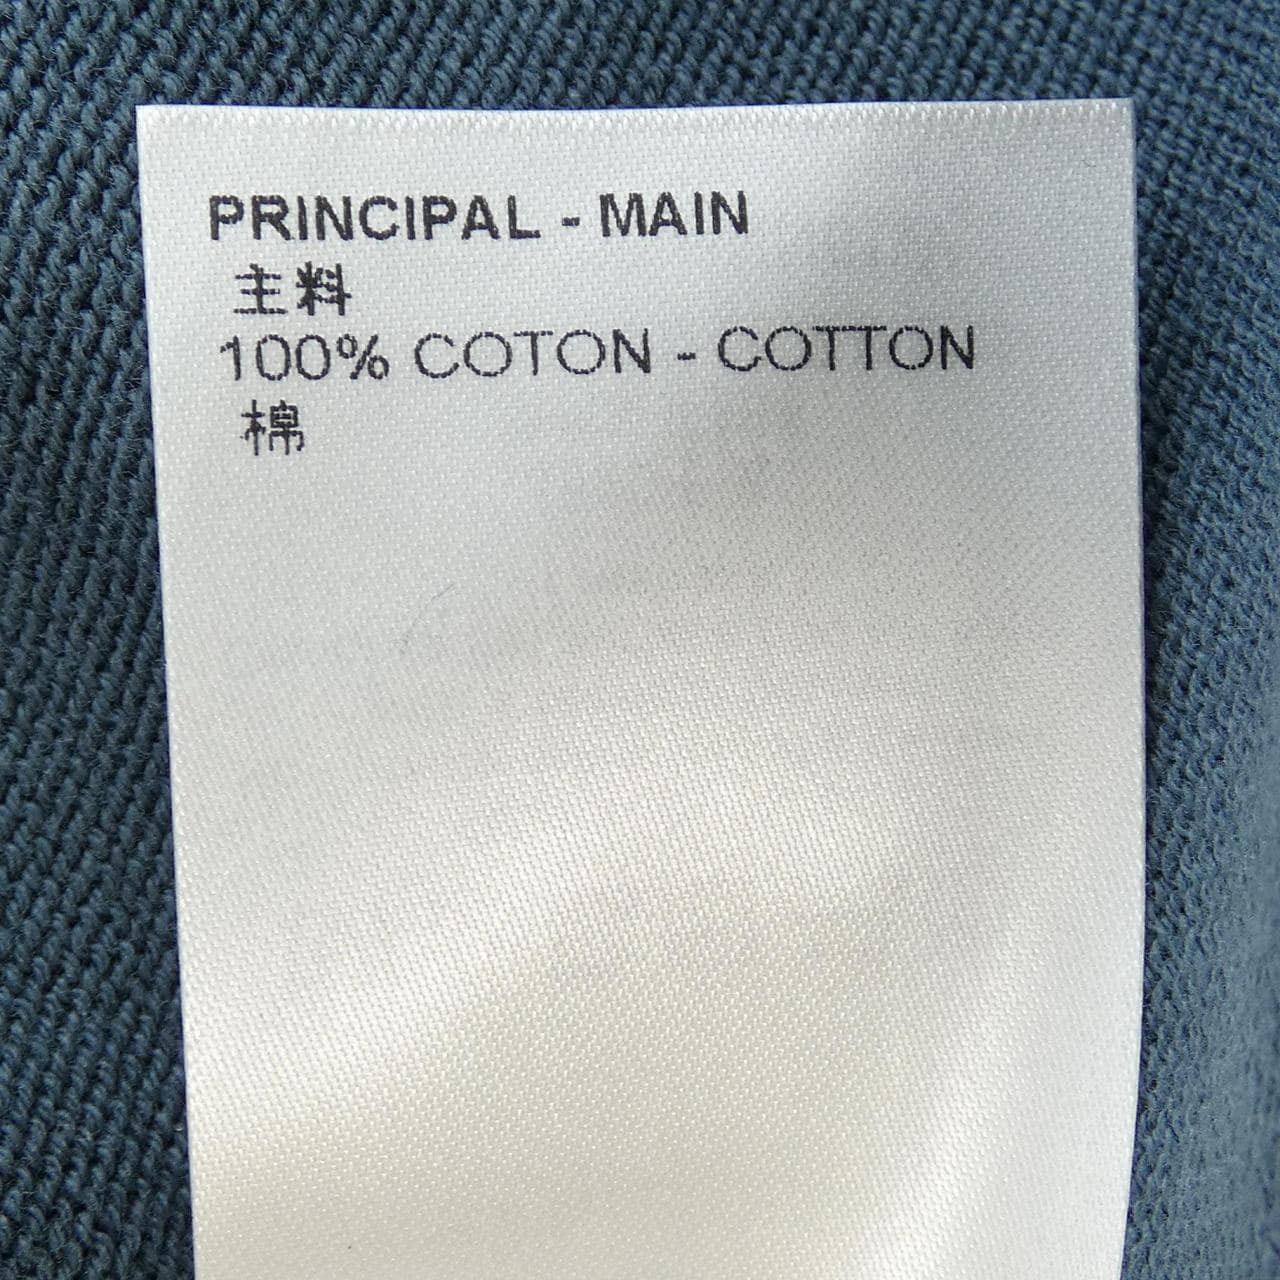 PRINCIPAL - MAIN
主料
100% COTON - COTTON
棉